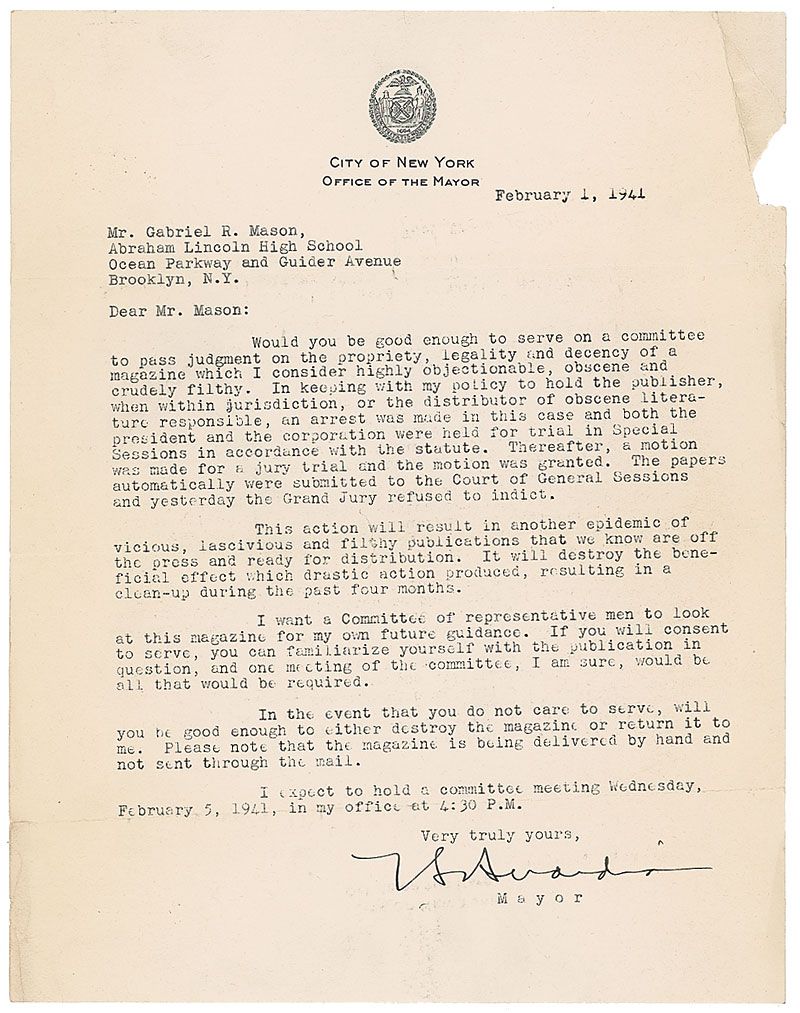 1664
CITY OF NEW YORK
OFFICE OF THE MAYOR
February 1, 1941
Mr. Gabriel R. Mason,
Abraham Lincoln High School
Ocean Parkway and Guider Avenue
Brooklyn, N.Y.
Dear Mr. Mason:
Would you be good enough to serve on a committee
to pass judgment on the propriety, legality and decency of a
magazine which I consider highly objectionable, obscene and
crudely filthy. In keeping with my policy to hold the publisher,
when within jurisdiction, or the distributor of obscene litera-
ture responsible, an arrest was made in this case and both the
president and the corporation were held for trial in Special
Sessions in accordance with the statute. Thereafter, a motion
was made for a jury trial and the motion was granted. The papers
automatically were submitted to the Court of General Sessions
and yesterday the Grand Jury refused to indict.
This action will result in another epidemic of
vicious, lascivious and filthy publications that we know are off
the press and ready for distribution. It will destroy the bene-
ficial effect which drastic action produced, resulting in a
clean-up during the past four months.
I want a Committee of representative men to look
at this magazine for my own future guidance. If you will consent
to serve, you can familiarize yourself with the publication in
question, and one meeting of the committee, I am sure, would be
all that would be required.
In the event that you do not care to serve, will
you be good enough to either destroy the magazine or return it to
me. Please note that the magazine is being delivered by hand and
not sent through the mail.
I expect to hold a committee meeting Wednesday,
February 5, 1941, in my office at 4:30 P.M.
Very truly yours,
Mayor